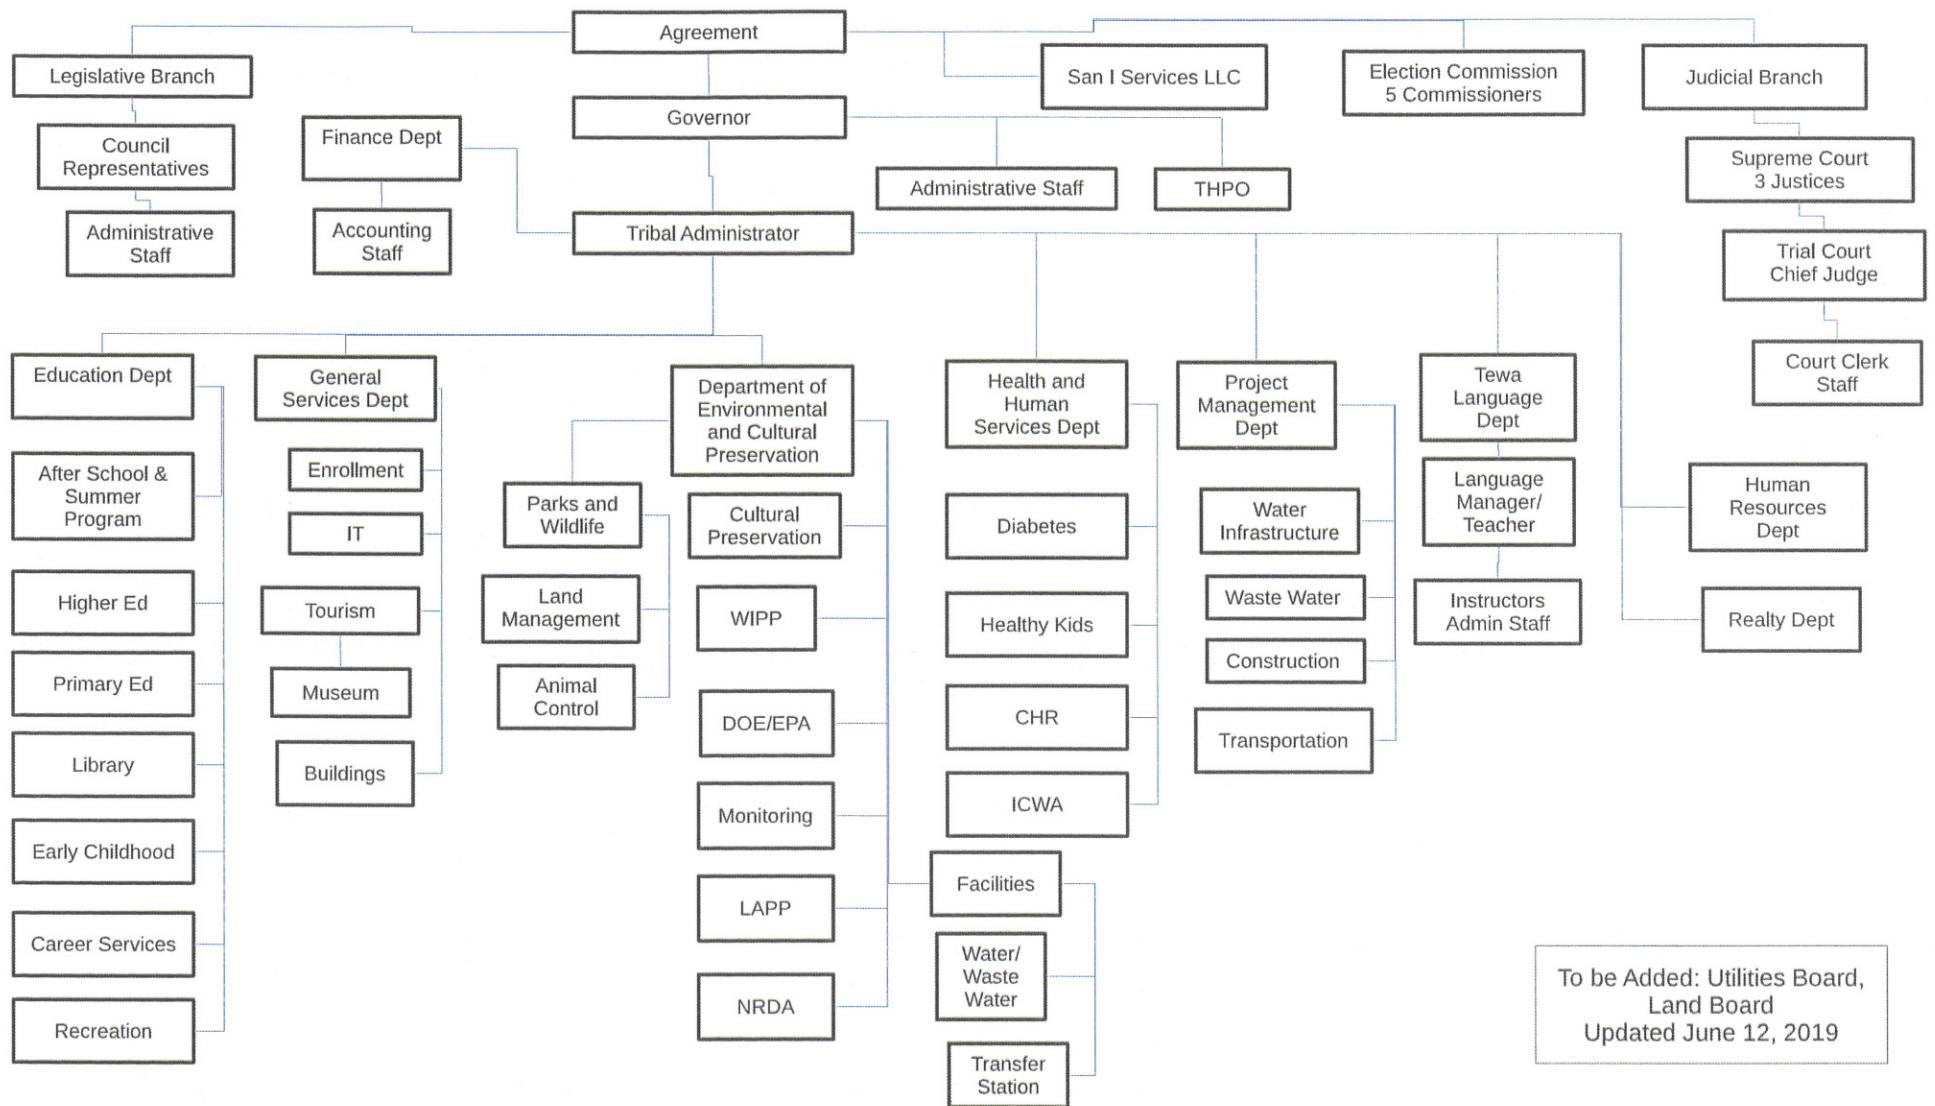 Agreement
Legislative Branch
San I Services LLC
Election Commission
5 Commissioners
Judicial Branch
Governor
Council
Representatives
Finance Dept
Administrative Staff
THPO
Supreme Court
3 Justices
Administrative
Staff
Accounting
Staff
Tribal Administrator
Trial Court
Chief Judge
Court Clerk
Staff
Education Dept
After School &
Summer
Program
Higher Ed
Primary Ed
Library
Early Childhood
Career Services
Recreation
General
Services Dept
Enrollment
IT
Tourism
Museum
Buildings
Department of
Environmental
and Cultural
Preservation
Parks and
Wildlife
Land
Management
Animal
Control
Cultural
Preservation
WIPP
DOE/EPA
Monitoring
LAPP
NRDA
Facilities
Water/
Waste
Water
Transfer
Station
Health and
Human
Services Dept
Diabetes
Healthy Kids
CHR
ICWA
Project
Management
Dept
Water
Infrastructure
Waste Water
Construction
Transportation
Tewa
Language
Dept
Language
Manager/
Teacher
Instructors
Admin Staff
Human
Resources
Dept
Realty Dept
To be Added: Utilities Board,
Land Board
Updated June 12, 2019